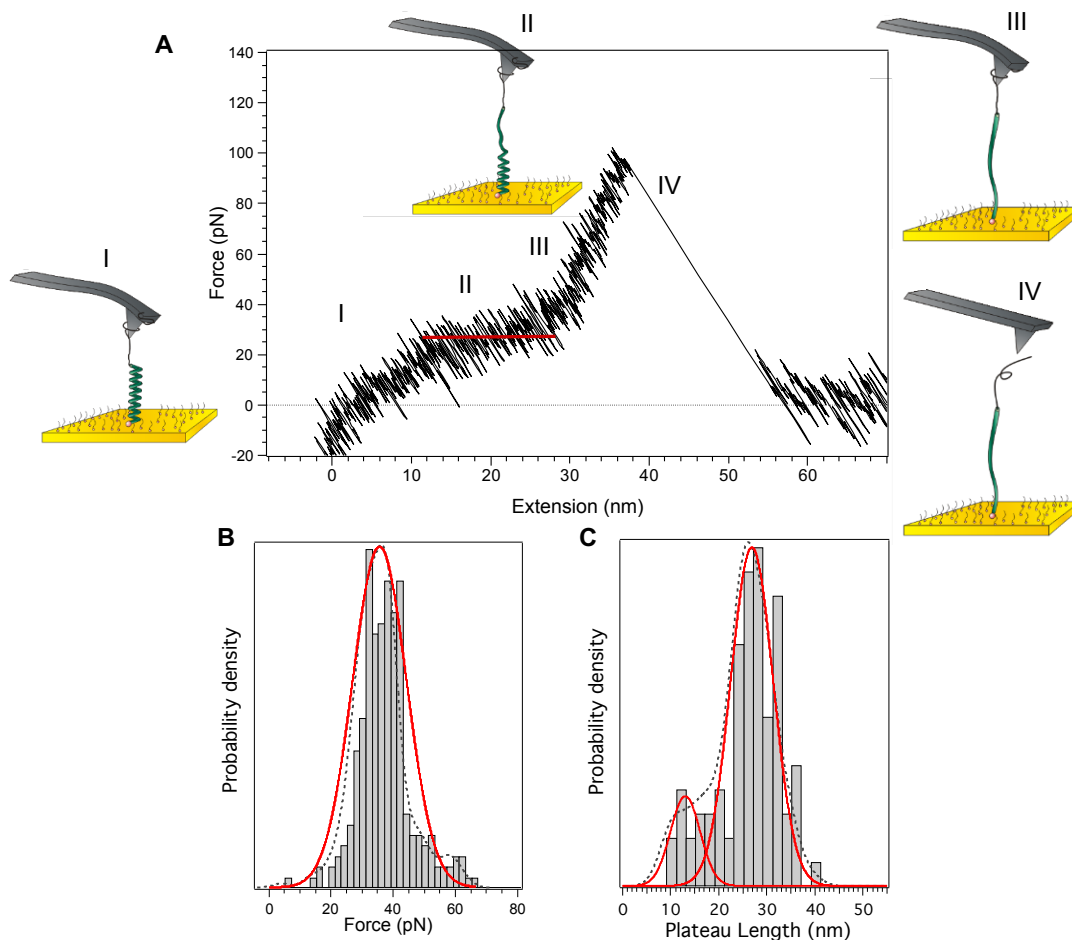 A
I
II
III
IV
Force (pN)
140
120
100
80
60
40
20
0
-20
I
II
III
IV
0
10
20
30
40
50
60
70
Extension (nm)
B
Probability density
0
20
40
60
80
Force (pN)
C
Probability density
0
10
20
30
40
50
Plateau Length (nm)